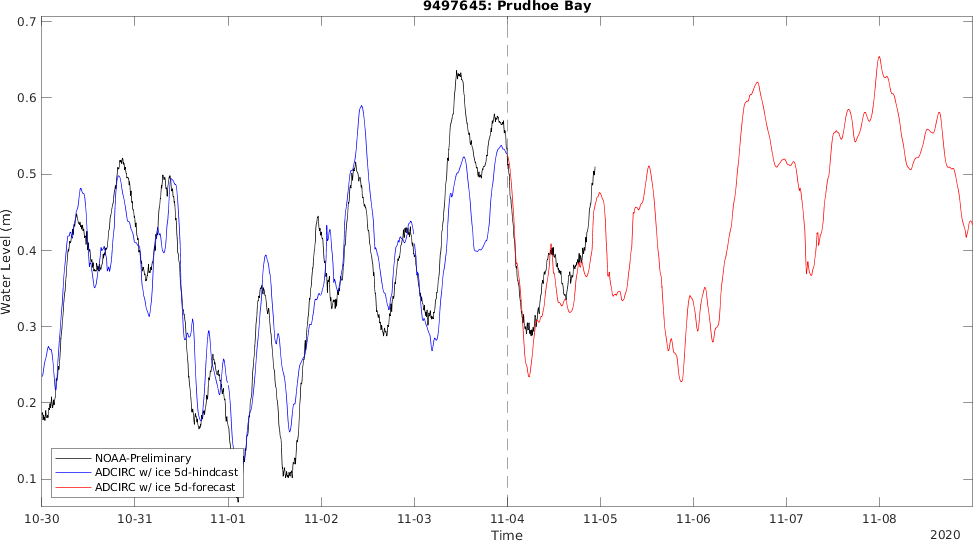 9497645: Prudhoe Bay
0.7
0.6
0.5
0.4
0.3
0.2
0.1
Water Level (m)
NOAA-Preliminary
ADCIRC w/ ice 5d-hindcast
ADCIRC w/ ice 5d-forecast
10-30 10-31 11-01 11-02 11-03 11-04 11-05 11-06 11-07 11-08
Time
2020